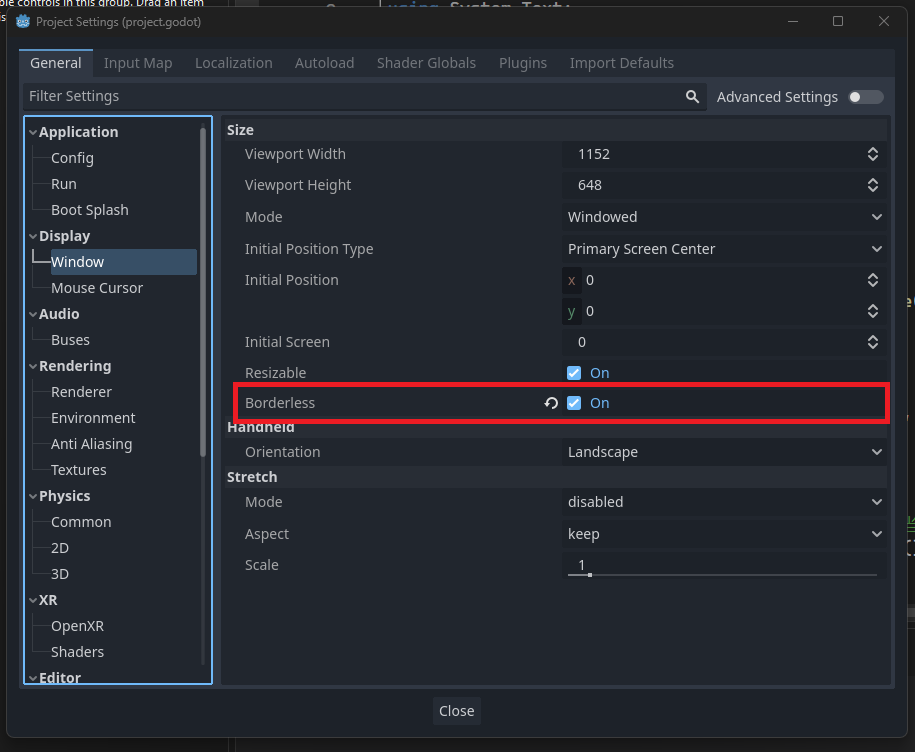 ble controls in this group. Drag an item
using System.Text;
Project Settings (project.godot)
General Input Map Localization Autoload Shader Globals Plugins Import Defaults
Filter Settings Advanced Settings
Application
Config
Run
Boot Splash
Display
Window
Mouse Cursor
Audio
Buses
Rendering
Renderer
Environment
Anti Aliasing
Textures
Physics
Common
2D
3D
XR
OpenXR
Shaders
Editor
Size
Viewport Width 1152
Viewport Height 648
Mode Windowed
Initial Position Type Primary Screen Center
Initial Position x 0
y 0
Initial Screen 0
Resizable On
Borderless On
Handheld
Orientation Landscape
Stretch
Mode disabled
Aspect keep
Scale 1
Close